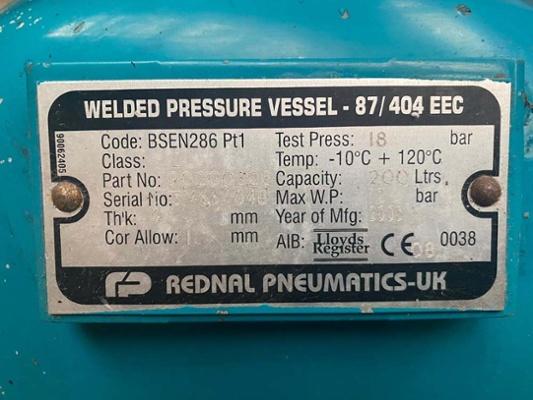 WELDED PRESSURE VESSEL - 87/404 EEC
90062405
Code: BSEN286 Pt1 Test Press: 18 bar
Class: Temp: -10°C + 120°C
Part No: Capacity: 200 Ltrs
Serial No: Max W.P. bar
Th'k: mm Year of Mfg:
Cor Allow: mm AIB: Lloyds Register CE 0038
REDNAL PNEUMATICS-UK